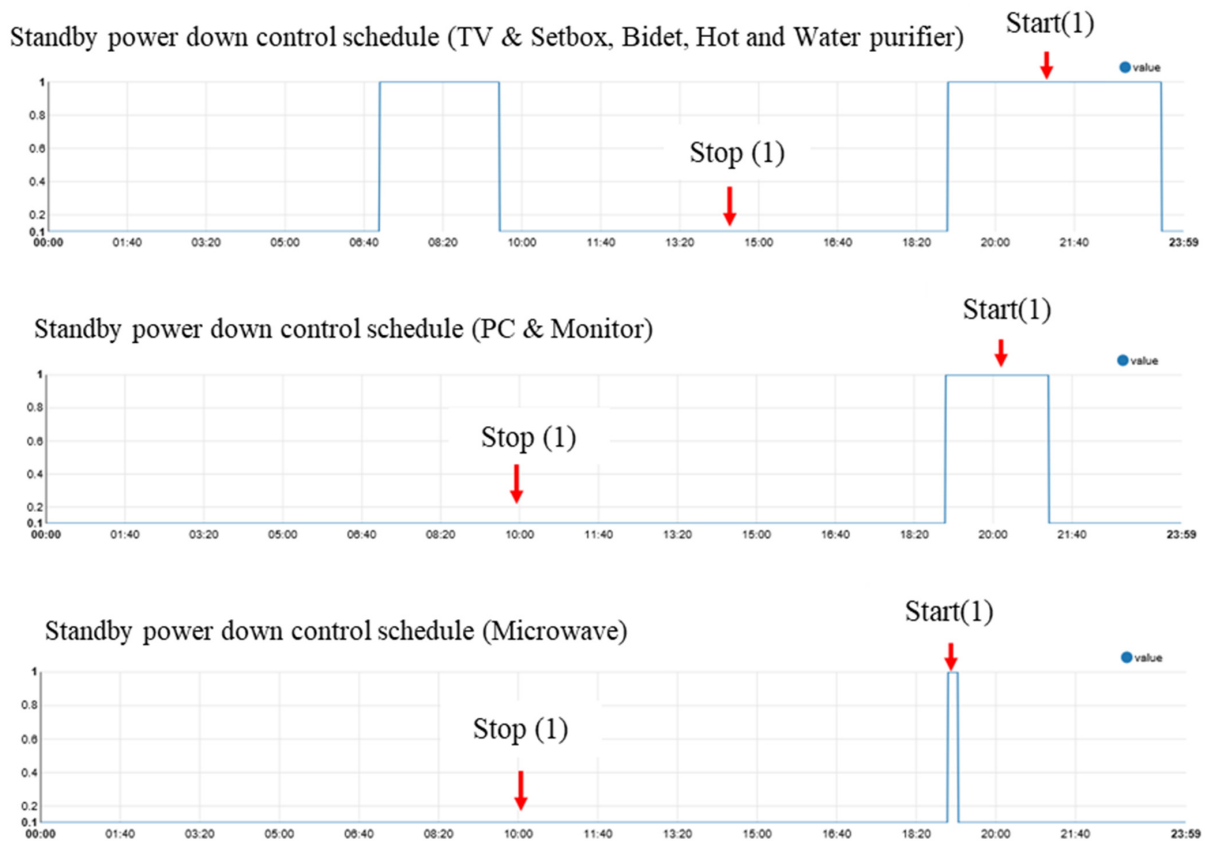 Start(1)
Standby power down control schedule (TV & Setbox, Bidet, Hot and Water purifier)
value
1
0.8
Stop (1)
0.6
0.4
0.2
0.1
00:00 01:40 03:20 05:00 06:40 08:20 10:00 11:40 13:20 15:00 16:40 18:20 20:00 21:40 23:59
Start(1)
Standby power down control schedule (PC & Monitor)
value
1
0.8
Stop (1)
0.6
0.4
0.2
0.1
00:00 01:40 03:20 05:00 06:40 08:20 10:00 11:40 13:20 15:00 16:40 18:20 20:00 21:40 23:59
Start(1)
Standby power down control schedule (Microwave)
value
1
0.8
Stop (1)
0.6
0.4
0.2
0.1
00:00 01:40 03:20 05:00 06:40 08:20 10:00 11:40 13:20 15:00 16:40 18:20 20:00 21:40 23:59